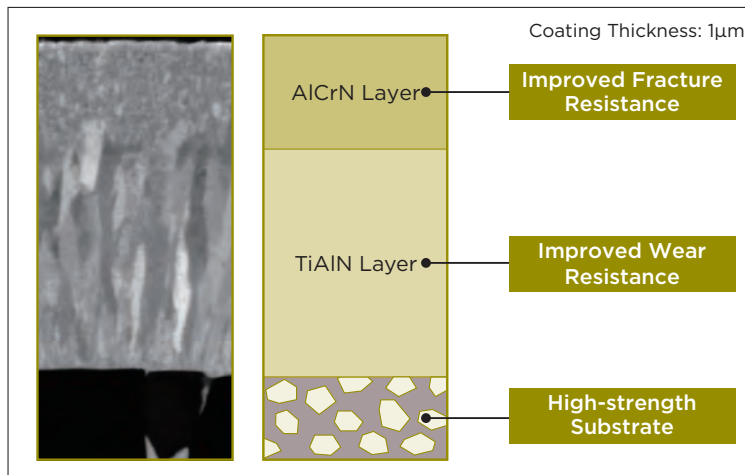 Coating Thickness: 1μm
AlCrN Layer
Improved Fracture
Resistance
TiAlN Layer
Improved Wear
Resistance
High-strength
Substrate